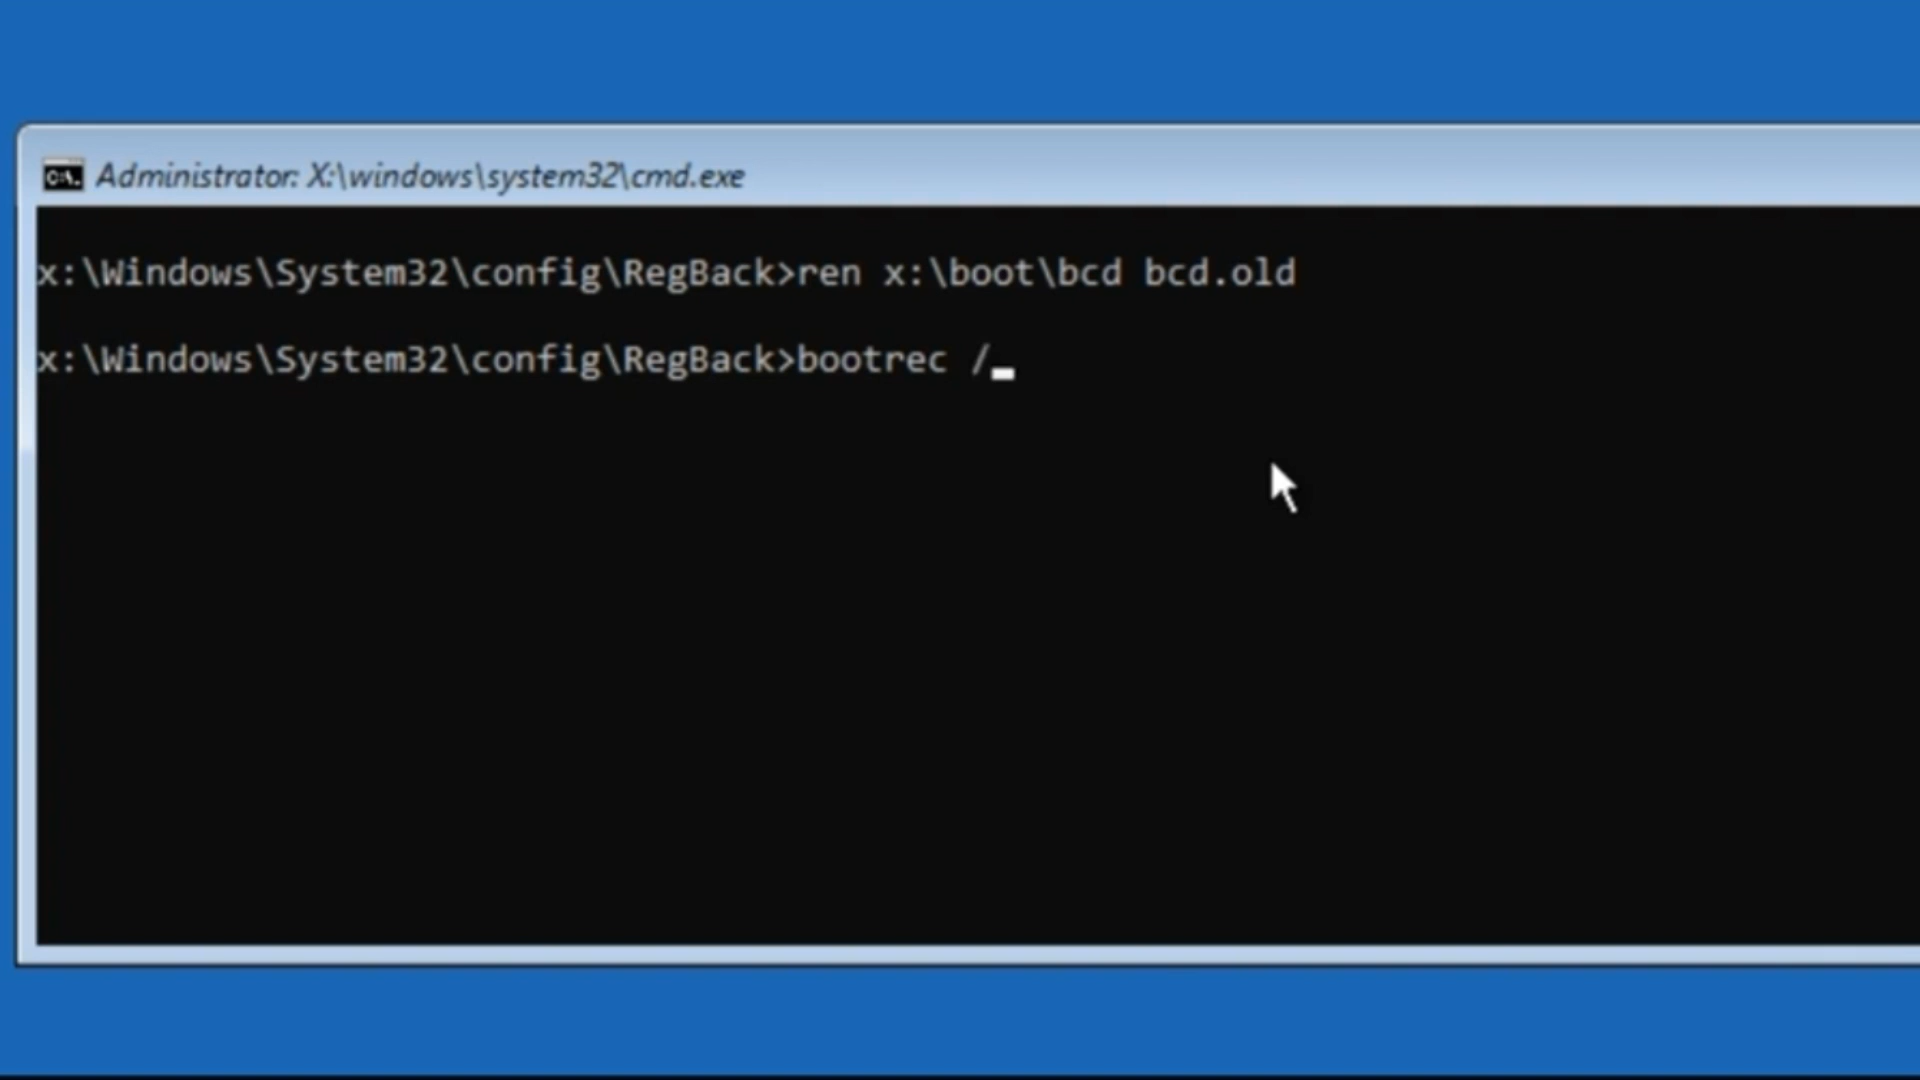 Administrator: X:\windows\system32\cmd.exe
x:\Windows\System32\config\RegBack>ren x:\boot\bcd bcd.old
x:\Windows\System32\config\RegBack>bootrec /